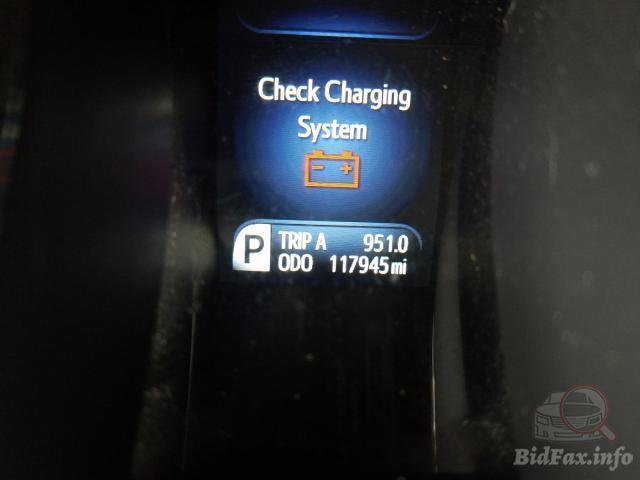 Check Charging
System
- +
P TRIP A 951.0
ODO 117945 mi
BidFax.info